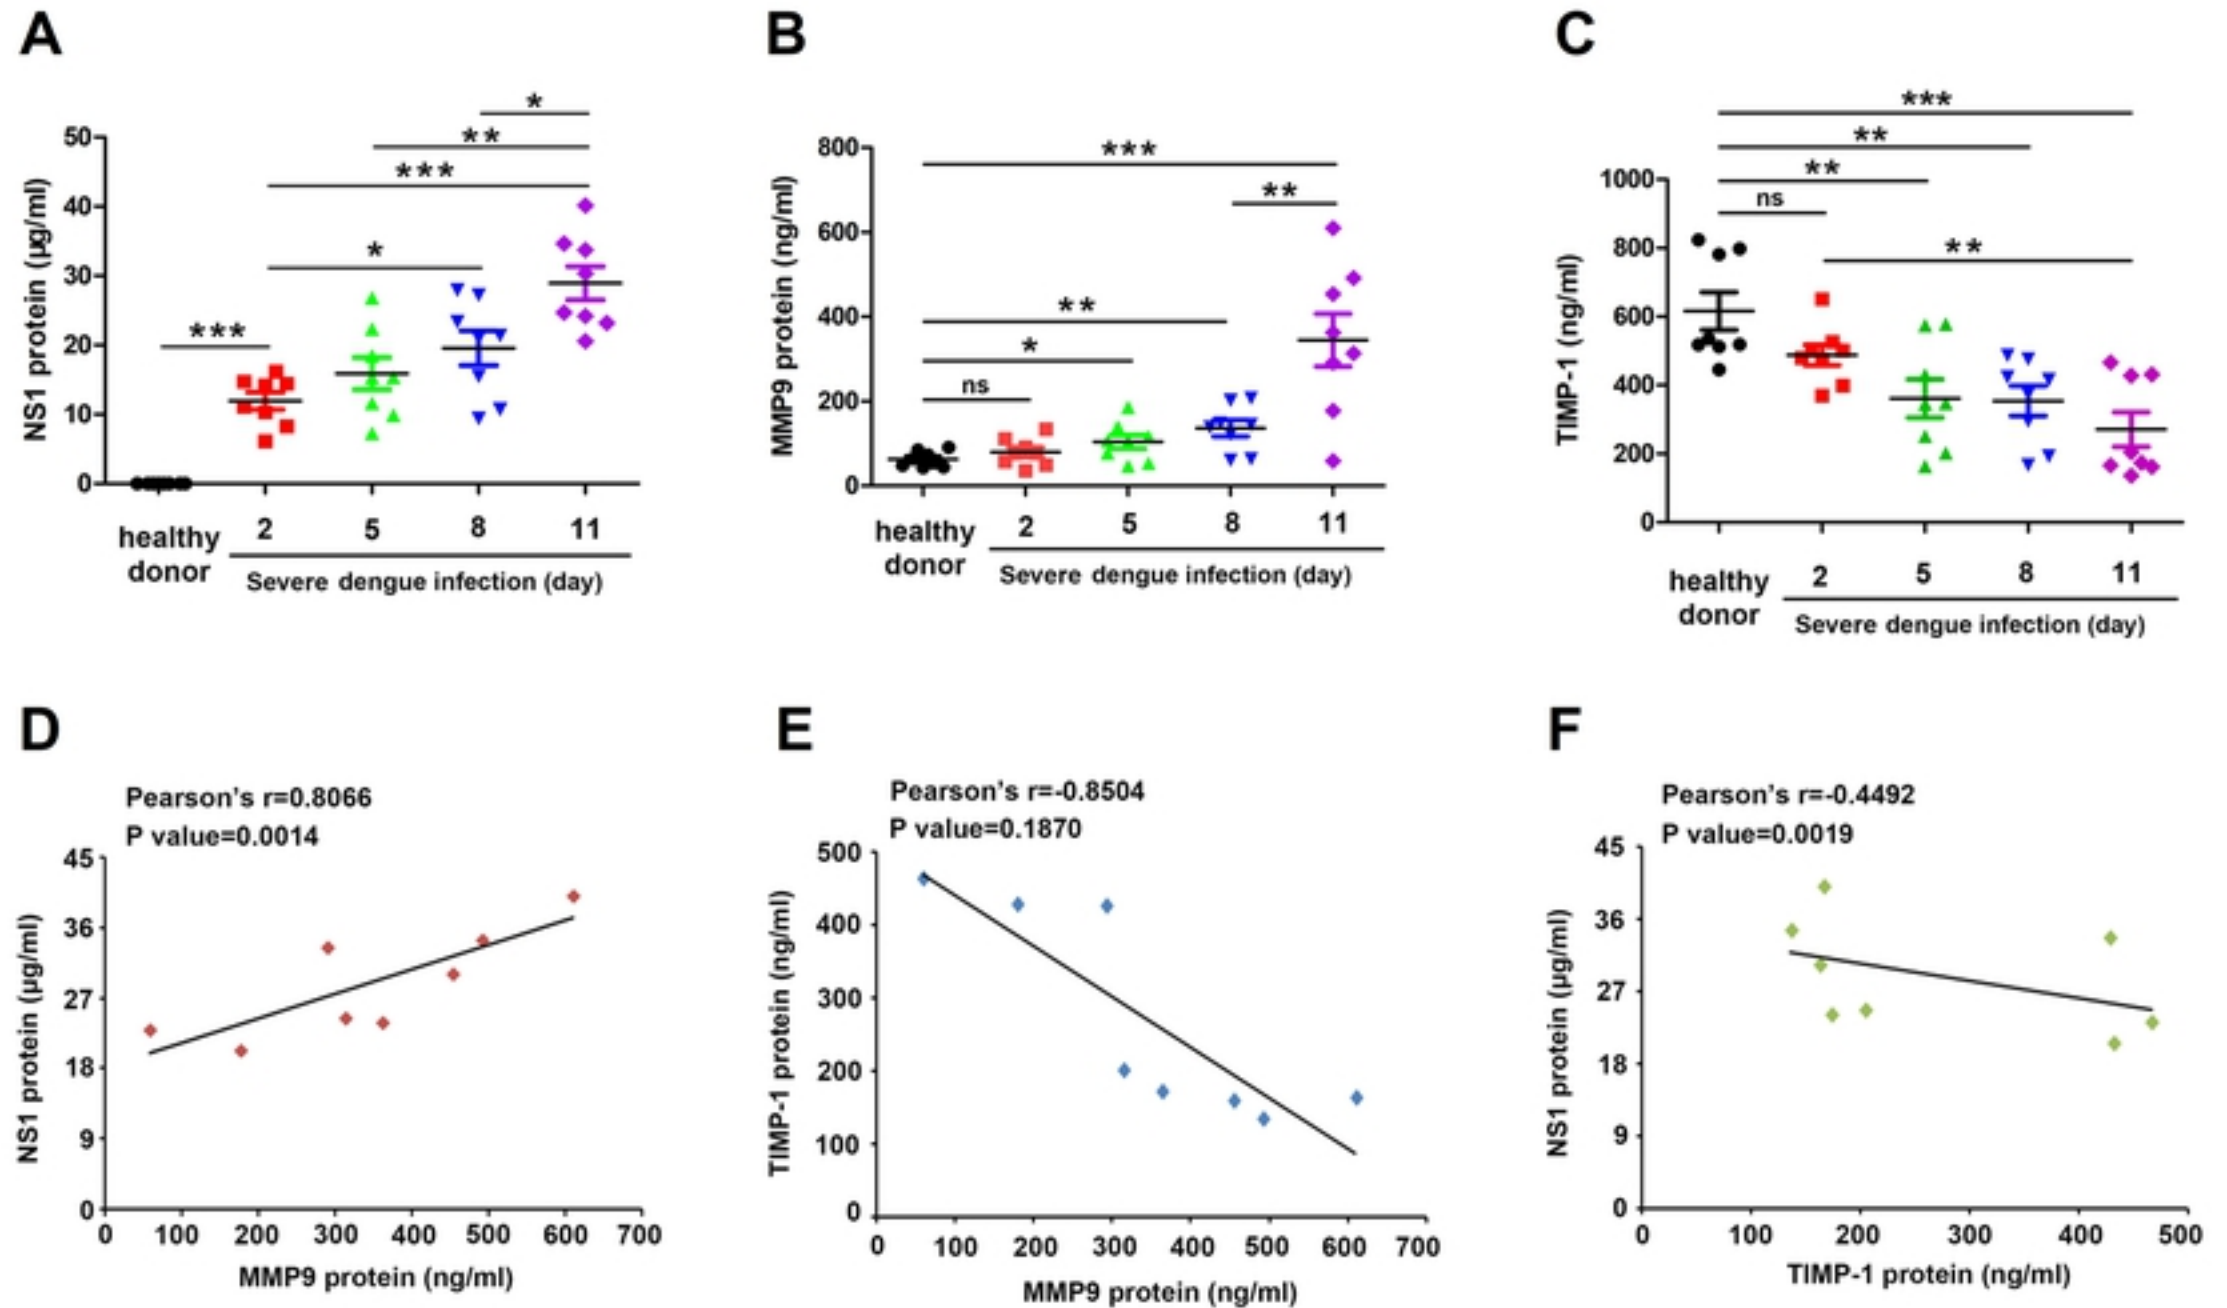 A
NS1 protein (µg/ml)
50
40
30
20
10
0
*
**
***
*
***
healthy donor
2
5
8
11
Severe dengue infection (day)
B
MMP9 protein (ng/ml)
800
600
400
200
0
***
**
**
*
ns
healthy donor
2
5
8
11
Severe dengue infection (day)
C
TIMP-1 (ng/ml)
1000
800
600
400
200
0
***
**
**
ns
**
healthy donor
2
5
8
11
Severe dengue infection (day)
D
Pearson's r=0.8066
P value=0.0014
NS1 protein (µg/ml)
45
36
27
18
9
0
0 100 200 300 400 500 600 700
MMP9 protein (ng/ml)
E
Pearson's r=-0.8504
P value=0.1870
TIMP-1 protein (ng/ml)
500
400
300
200
100
0
0 100 200 300 400 500 600 700
MMP9 protein (ng/ml)
F
Pearson's r=-0.4492
P value=0.0019
NS1 protein (µg/ml)
45
36
27
18
9
0
0 100 200 300 400 500
TIMP-1 protein (ng/ml)